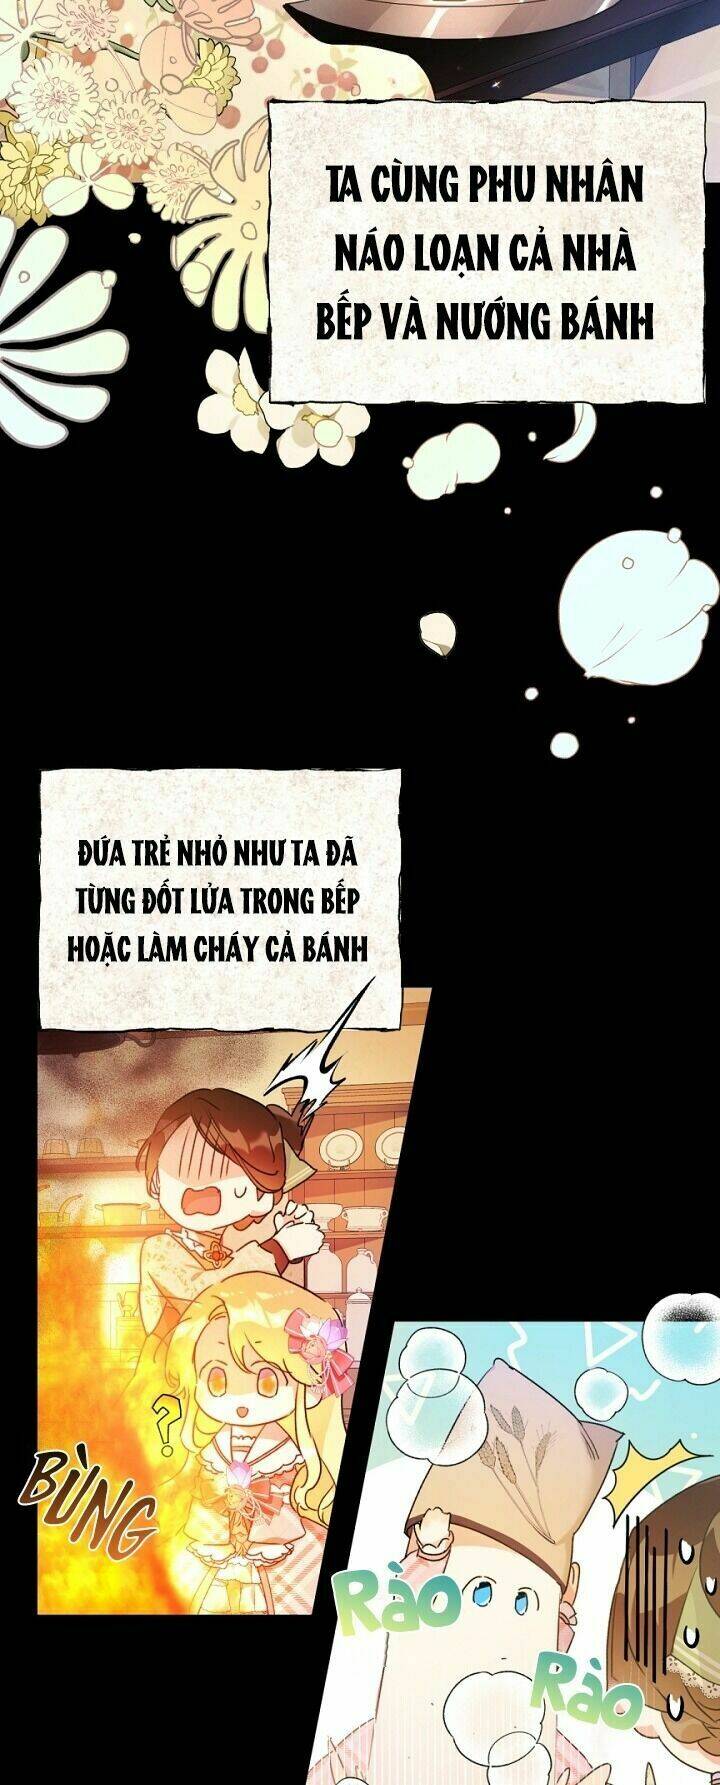 TA CÙNG PHU NHÂN
NÁO LOẠN CẢ NHÀ
BẾP VÀ NƯỚNG BÁNH
ĐỨA TRẺ NHỎ NHƯ TA ĐÃ
TỪNG ĐỐT LỬA TRONG BẾP
HOẶC LÀM CHÁY CẢ BÁNH
?
BÙNG
Rào
Rào